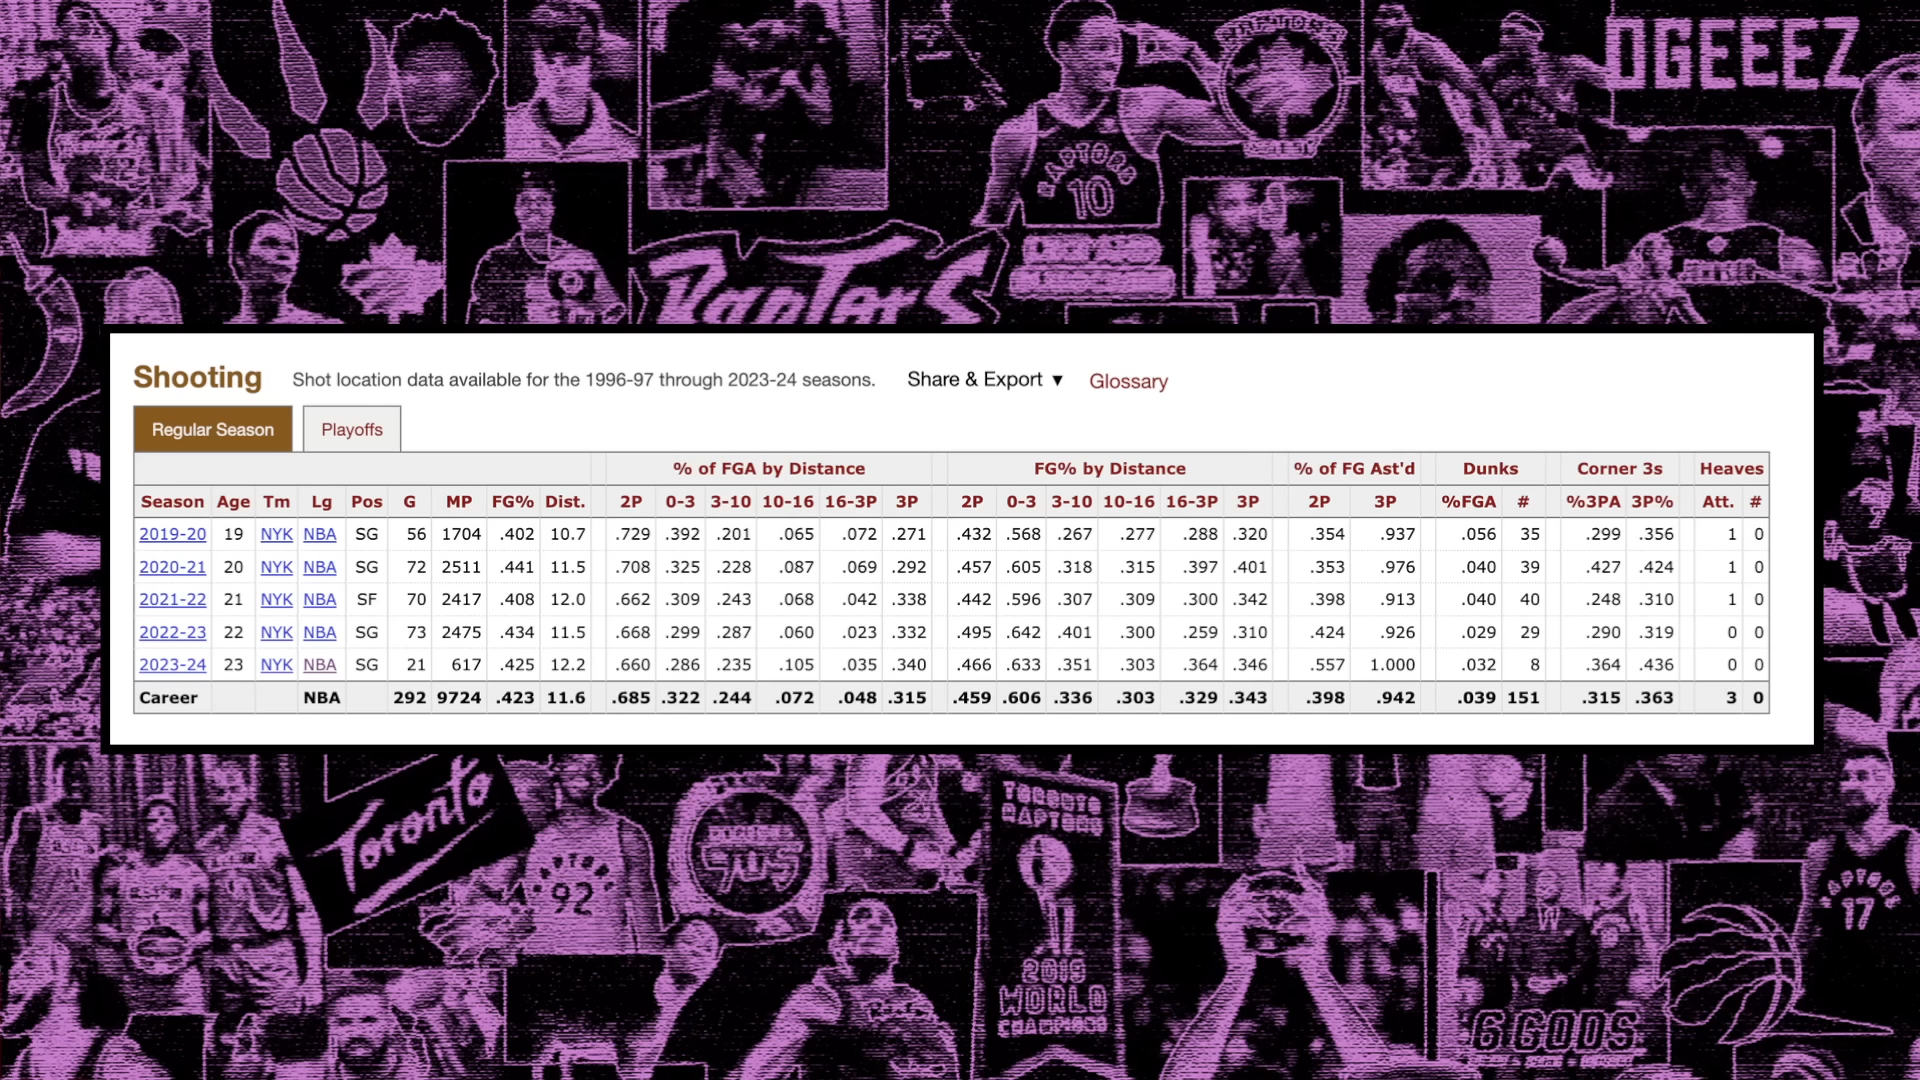 OGEEEZ
RAPTORS
10
Raptors
Shooting Shot location data available for the 1996-97 through 2023-24 seasons. Share & Export ▼ Glossary
Regular Season Playoffs
% of FGA by Distance FG% by Distance % of FG Ast'd Dunks Corner 3s Heaves
Season Age Tm Lg Pos G MP FG% Dist. 2P 0-3 3-10 10-16 16-3P 3P 2P 0-3 3-10 10-16 16-3P 3P 2P 3P %FGA # %3PA 3P% Att. #
2019-20 19 NYK NBA SG 56 1704 .402 10.7 .729 .392 .201 .065 .072 .271 .432 .568 .267 .277 .288 .320 .354 .937 .056 35 .299 .356 1 0
2020-21 20 NYK NBA SG 72 2511 .441 11.5 .708 .325 .228 .087 .069 .292 .457 .605 .318 .315 .397 .401 .353 .976 .040 39 .427 .424 1 0
2021-22 21 NYK NBA SF 70 2417 .408 12.0 .662 .309 .243 .068 .042 .338 .442 .596 .307 .309 .300 .342 .398 .913 .040 40 .248 .310 1 0
2022-23 22 NYK NBA SG 73 2475 .434 11.5 .668 .299 .287 .060 .023 .332 .495 .642 .401 .300 .259 .310 .424 .926 .029 29 .290 .319 0 0
2023-24 23 NYK NBA SG 21 617 .425 12.2 .660 .286 .235 .105 .035 .340 .466 .633 .351 .303 .364 .346 .557 1.000 .032 8 .364 .436 0 0
Career NBA 292 9724 .423 11.6 .685 .322 .244 .072 .048 .315 .459 .606 .336 .303 .329 .343 .398 .942 .039 151 .315 .363 3 0
Toronto
TORONTO
RAPTORS
92
17
2019
WORLD
CHAMPIONS
6GODS